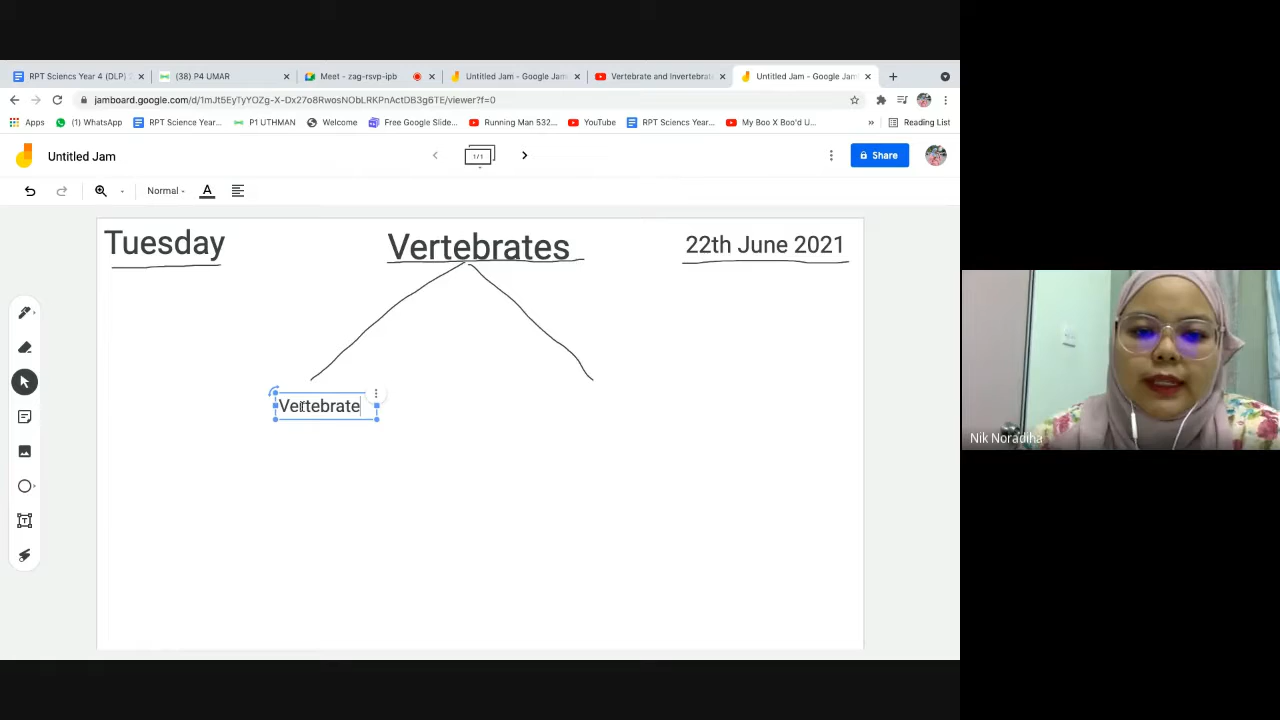 RPT Sciencs Year 4 (DLP) 2
(38) P4 UMAR
Meet - zag-rsvp-ipb
Untitled Jam - Google Jam
Vertebrate and Invertebrat
Untitled Jam - Google Jam
jamboard.google.com/d/1mJt5EyTyYOZg-X-Dx27o8RwosNObLRKPnActDB3g6TE/viewer?f=0
Apps
(1) WhatsApp
RPT Science Year...
P1 UTHMAN
Welcome
Free Google Slide...
Running Man 532...
YouTube
RPT Sciencs Year...
My Boo X Boo'd U...
»
Reading List
Untitled Jam
1/1
Share
Normal
A
Tuesday
Vertebrates
22th June 2021
Vertebrate
Nik Noradiha